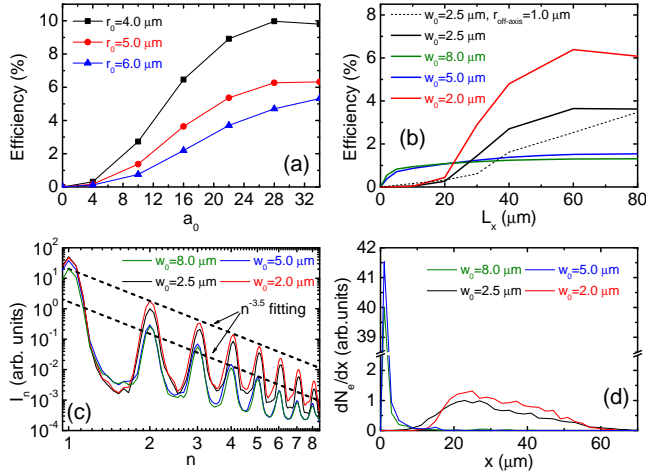 Efficiency (%)
10
8
6
4
2
0
r0=4.0 μm
r0=5.0 μm
r0=6.0 μm
(a)
0 4 8 12 16 20 24 28 32
a0
Efficiency (%)
8
6
4
2
0
w0=2.5 μm, roff-axis=1.0 μm
w0=2.5 μm
w0=8.0 μm
w0=5.0 μm
w0=2.0 μm
(b)
0 20 40 60 80
Lx(μm)
In (arb. units)
10^2
10^1
10^0
10^-1
10^-2
10^-3
10^-4
w0=8.0 μm w0=5.0 μm
w0=2.5 μm w0=2.0 μm
n^-3.5 fitting
(c)
1 2 3 4 5 6 7 8
n
dNe/dx (arb.units)
42
41
40
2
1
0
w0=8.0 μm w0=5.0 μm
w0=2.5 μm w0=2.0 μm
(d)
0 20 40 60
x (μm)